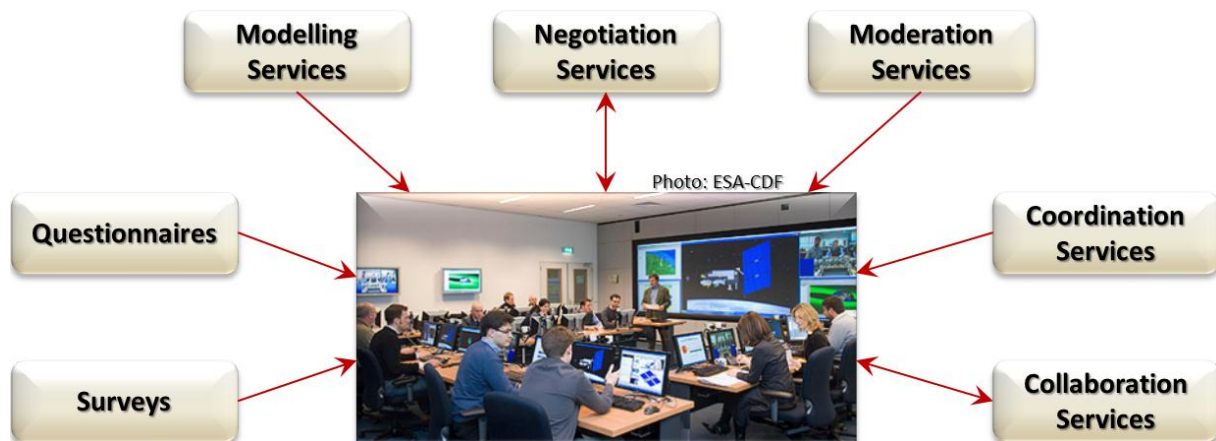 Modelling
Services
Negotiation
Services
Moderation
Services
Photo: ESA-CDF
Questionnaires
Coordination
Services
Surveys
Collaboration
Services